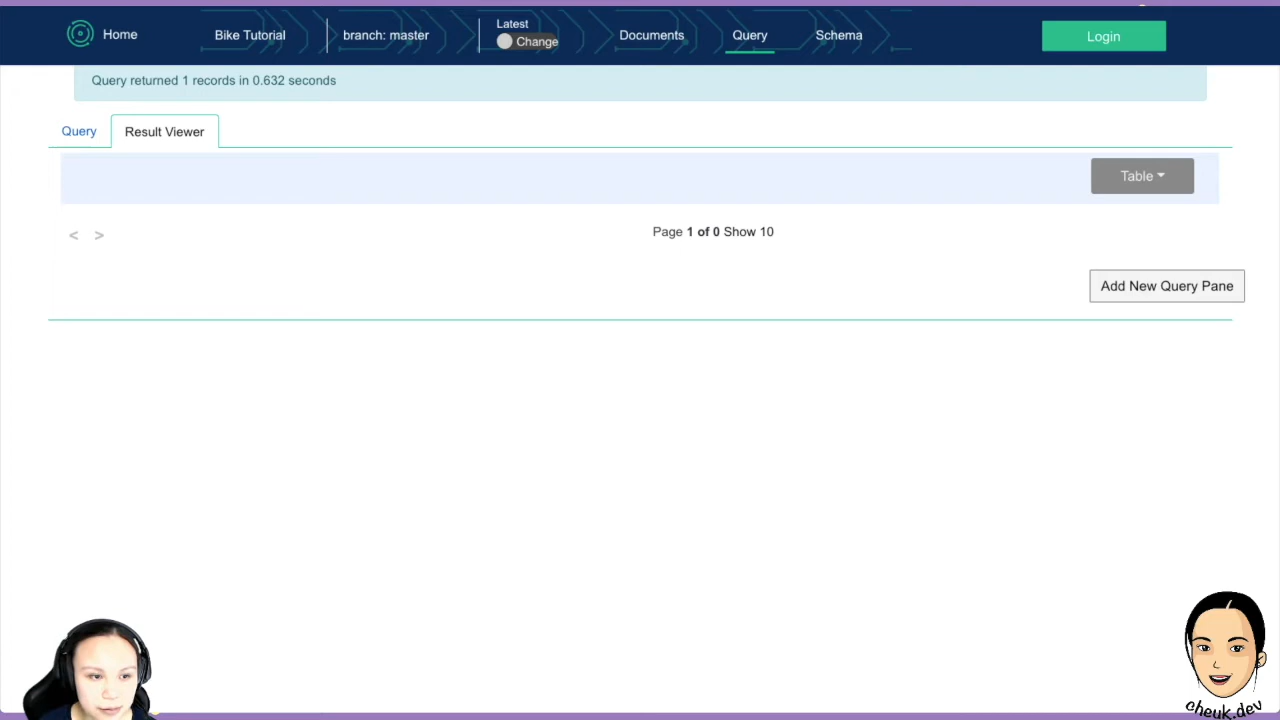 Home
Bike Tutorial
branch: master
Latest
Change
Documents
Query
Schema
Login
Query returned 1 records in 0.632 seconds
Query
Result Viewer
Table
< >
Page 1 of 0 Show 10
Add New Query Pane
cheuk.dev